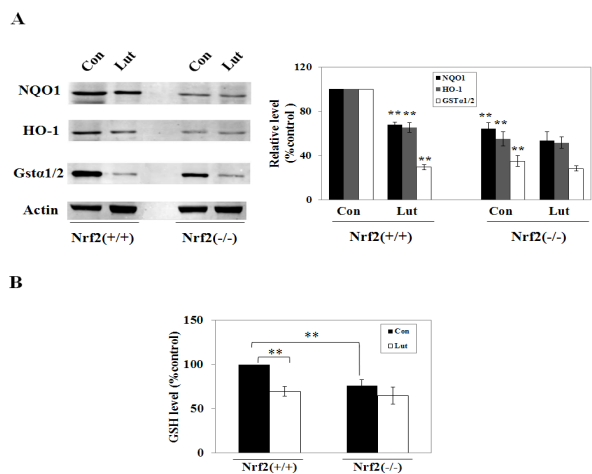 A
Con Lut Con Lut
NQO1
HO-1
Gstα1/2
Actin
Nrf2(+/+) Nrf2(-/-)
Relative level
(%control )
120
80
40
0
NQO1
HO-1
GSTα1/2
** **
**
** **
**
Con Lut Con Lut
Nrf2(+/+) Nrf2(-/-)
B
GSH level (%control)
150
100
50
0
Con
Lut
**
**
Nrf2(+/+) Nrf2(-/-)